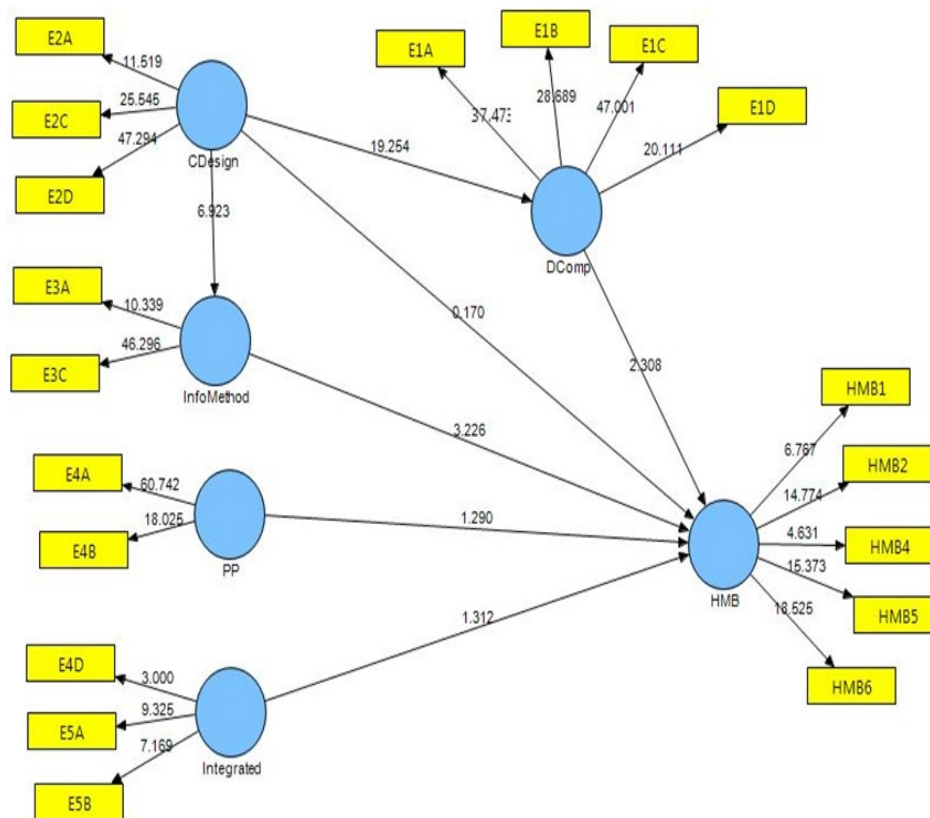 E2A
11.519
E2C
25.545
E2D
47.294
CDesign
19.254
6.923
0.170
E1A
37.473
E1B
28.689
E1C
47.001
E1D
20.111
DComp
2.308
E3A
10.339
E3C
46.296
InfoMethod
3.226
E4A
60.742
E4B
18.025
PP
1.290
E4D
3.000
E5A
9.325
E5B
7.169
Integrated
1.312
HMB
HMB1
6.767
HMB2
14.774
HMB4
4.631
HMB5
15.373
HMB6
18.525